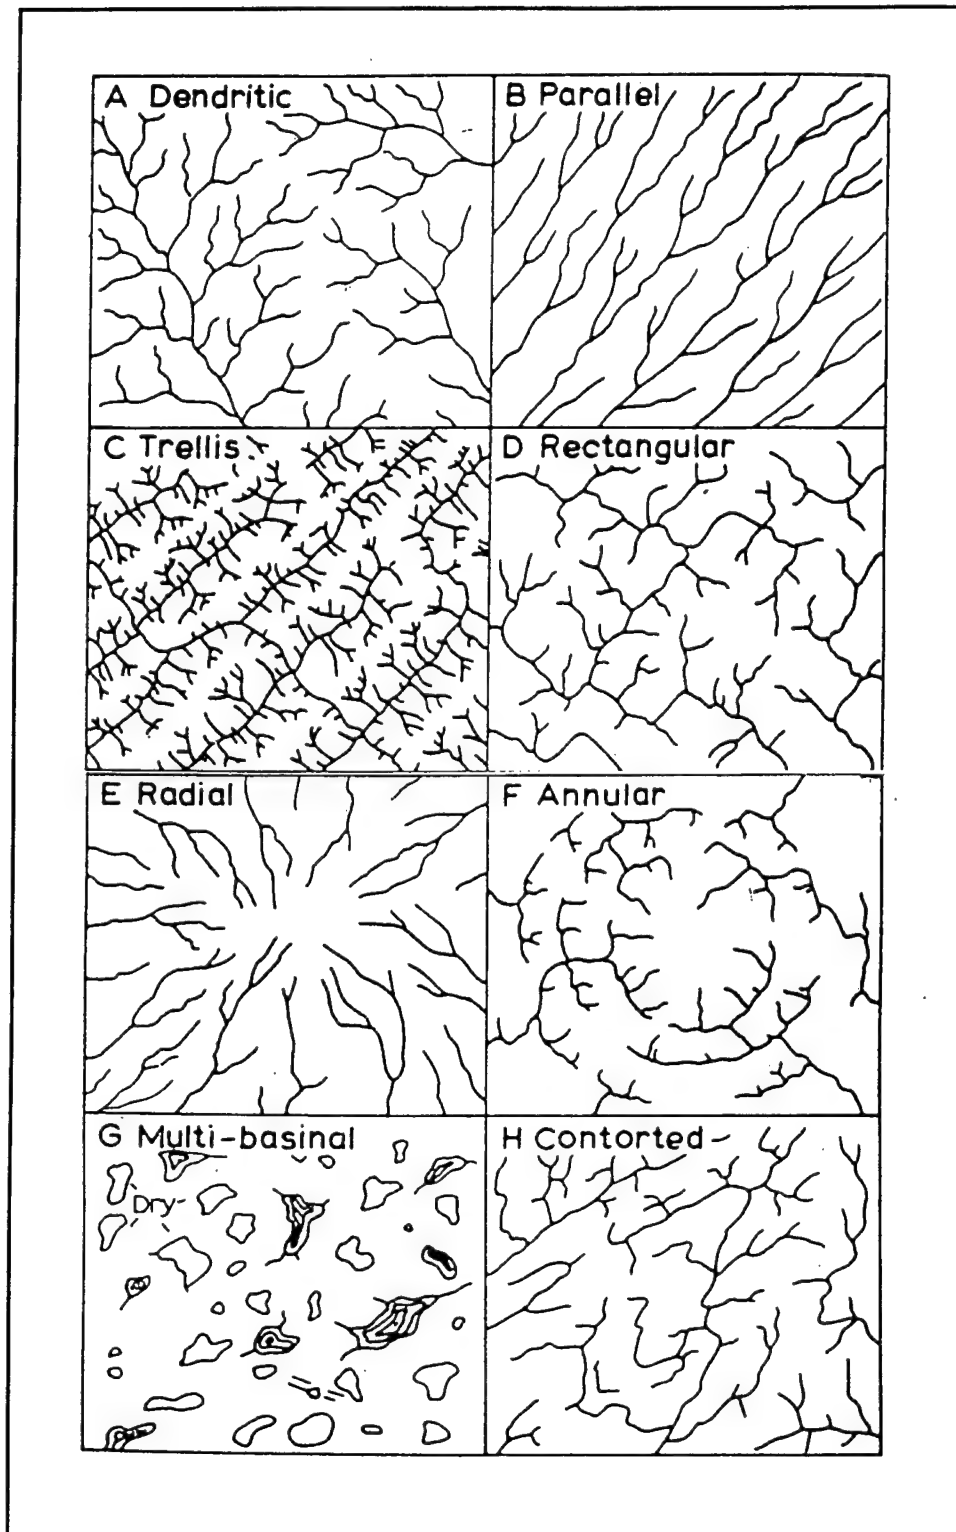 A Dendritic
B Parallel
C Trellis
D Rectangular
E Radial
F Annular
G Multi-basinal
Dry
H Contorted